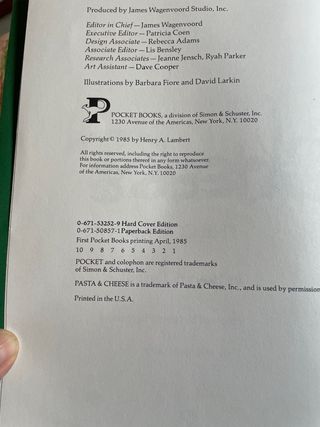 Produced by James Wagenvoord Studio, Inc.
Editor in Chief—James Wagenvoord
Executive Editor—Patricia Coen
Design Associate—Rebecca Adams
Associate Editor—Lis Bensley
Research Associates—Jeanne Jensch, Ryah Parker
Art Assistant—Dave Cooper
Illustrations by Barbara Fiore and David Larkin
P
POCKET BOOKS, a division of Simon & Schuster, Inc.
1230 Avenue of the Americas, New York, N.Y. 10020
Copyright © 1985 by Henry A. Lambert
All rights reserved, including the right to reproduce
this book or portions thereof in any form whatsoever.
For information address Pocket Books, 1230 Avenue
of the Americas, New York, N.Y. 10020
0-671-53252-9 Hard Cover Edition
0-671-50857-1 Paperback Edition
First Pocket Books printing April, 1985
10 9 8 7 6 5 4 3 2 1
POCKET and colophon are registered trademarks
of Simon & Schuster, Inc.
PASTA & CHEESE is a trademark of Pasta & Cheese, Inc., and is used by permission
Printed in the U.S.A.